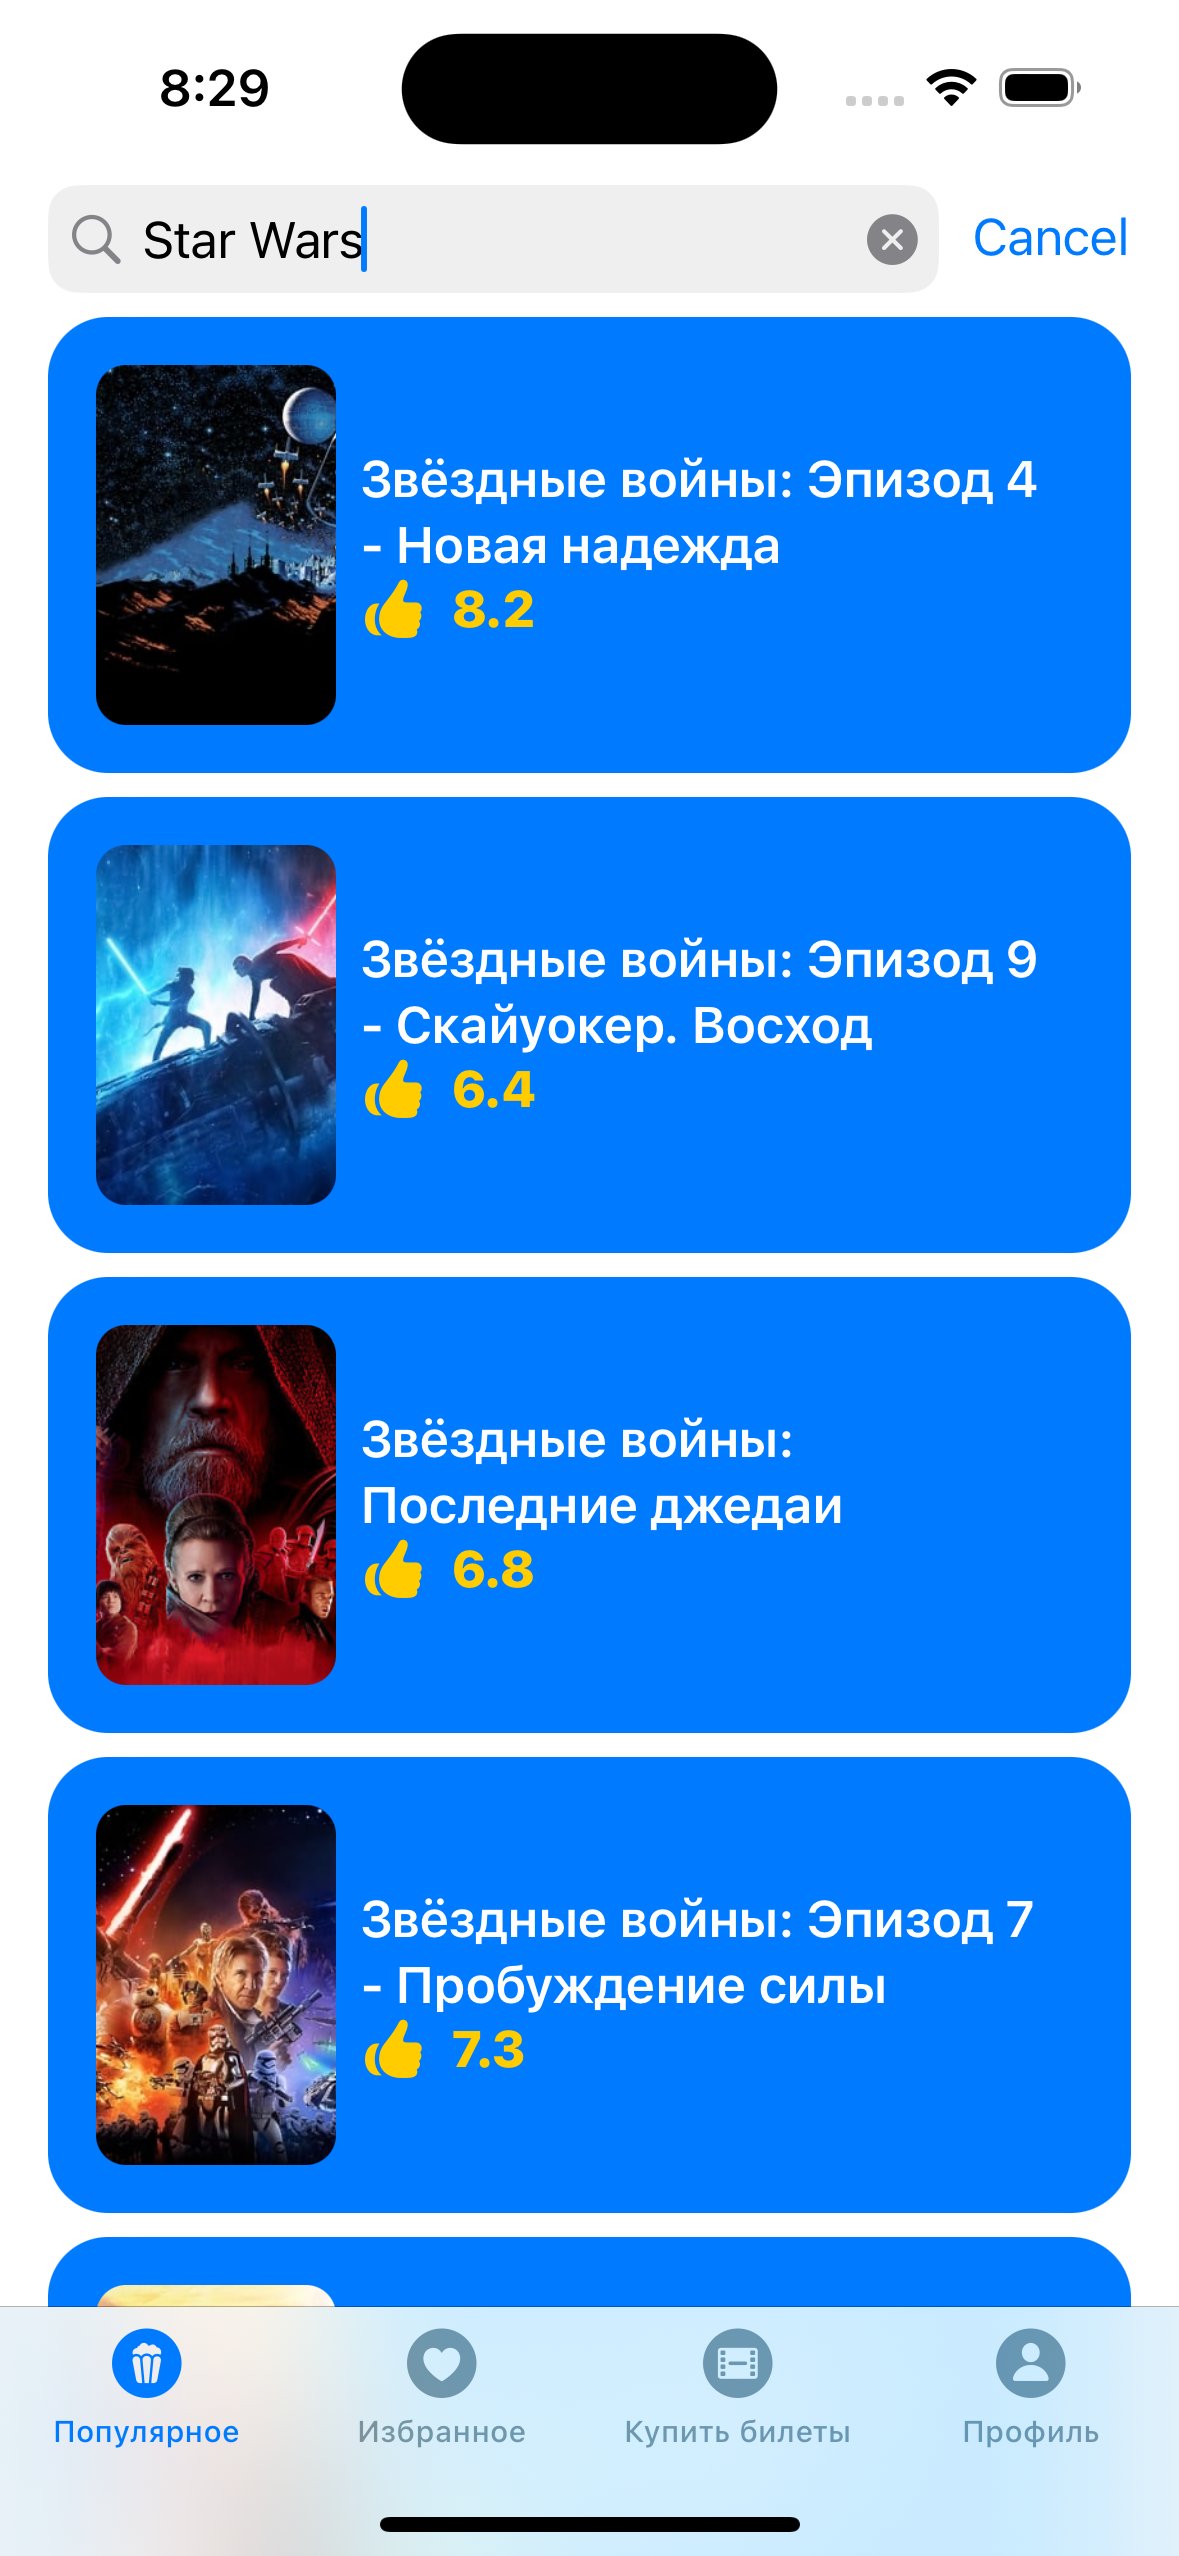 8:29
Star Wars
Cancel
Звёздные войны: Эпизод 4
- Новая надежда
8.2
Звёздные войны: Эпизод 9
- Скайуокер. Восход
6.4
Звёздные войны:
Последние джедаи
6.8
Звёздные войны: Эпизод 7
- Пробуждение силы
7.3
Популярное
Избранное
Купить билеты
Профиль